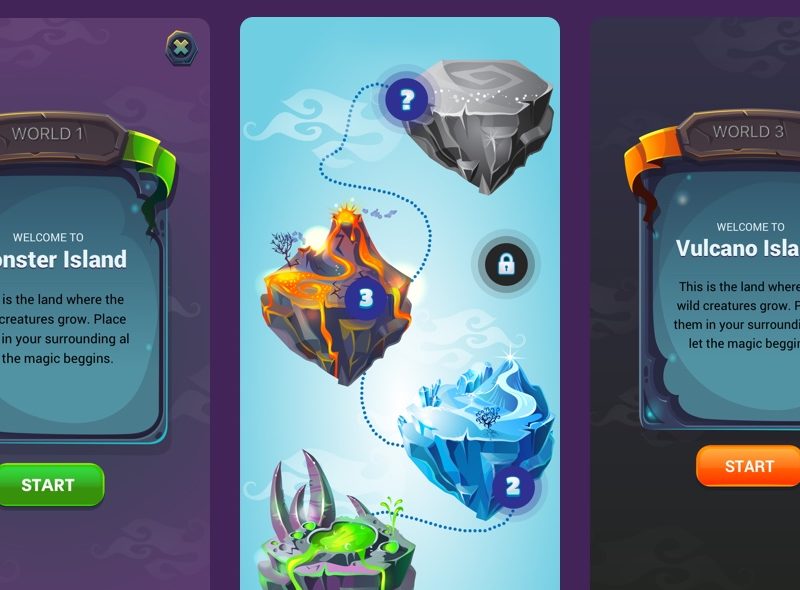 WORLD 1
WELCOME TO
onster Island
is the land where the
creatures grow. Place
in your surrounding al
the magic beggins.
START
?
3
2
WORLD 3
WELCOME TO
Vulcano Isla
This is the land where
wild creatures grow. P
them in your surroundi
let the magic beggin
START